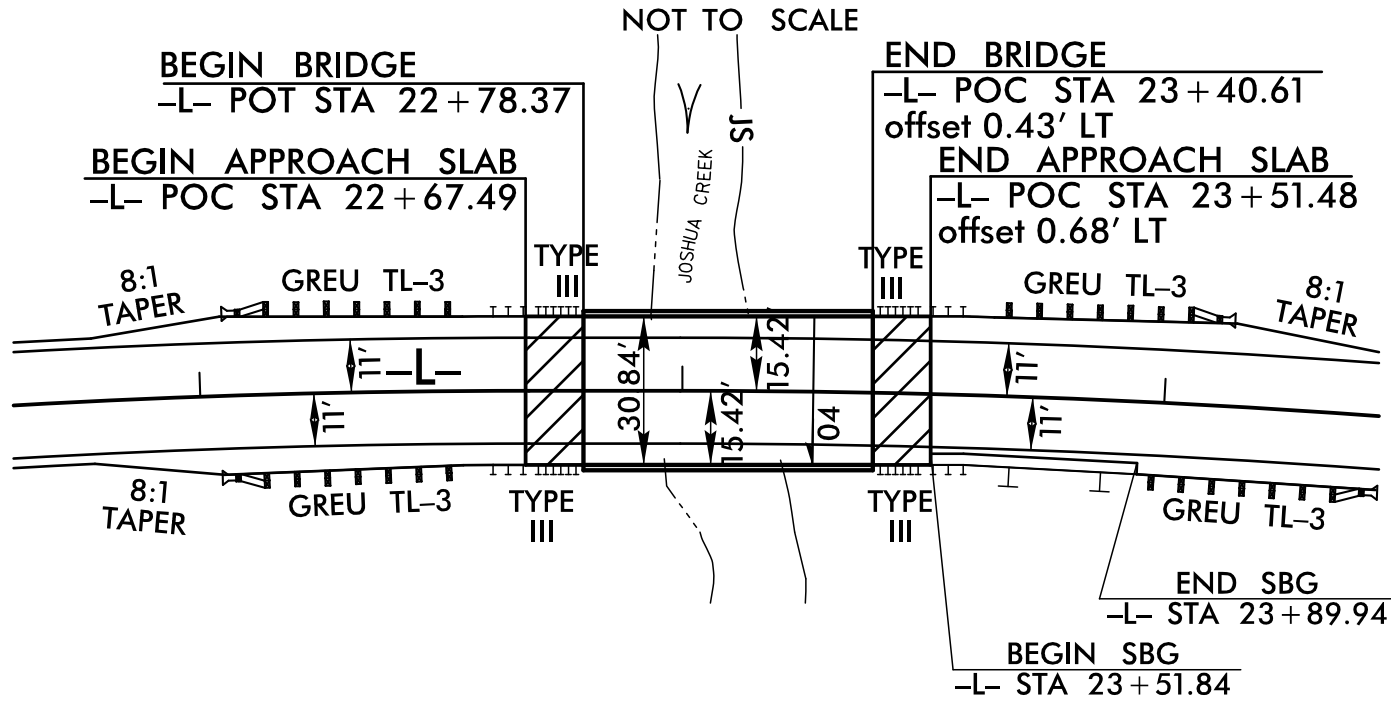 NOT TO SCALE
BEGIN BRIDGE
-L- POT STA 22+78.37
END BRIDGE
-L- POC STA 23+40.61
offset 0.43' LT
BEGIN APPROACH SLAB
-L- POC STA 22+67.49
END APPROACH SLAB
-L- POC STA 23+51.48
offset 0.68' LT
JS
JOSHUA CREEK
8:1
TAPER
GREU TL-3
TYPE
III
TYPE
III
GREU TL-3
8:1
TAPER
11'
-L-
11'
30.84'
15.42'
15.42'
04
11'
11'
8:1
TAPER
GREU TL-3
TYPE
III
TYPE
III
GREU TL-3
END SBG
-L- STA 23+89.94
BEGIN SBG
-L- STA 23+51.84